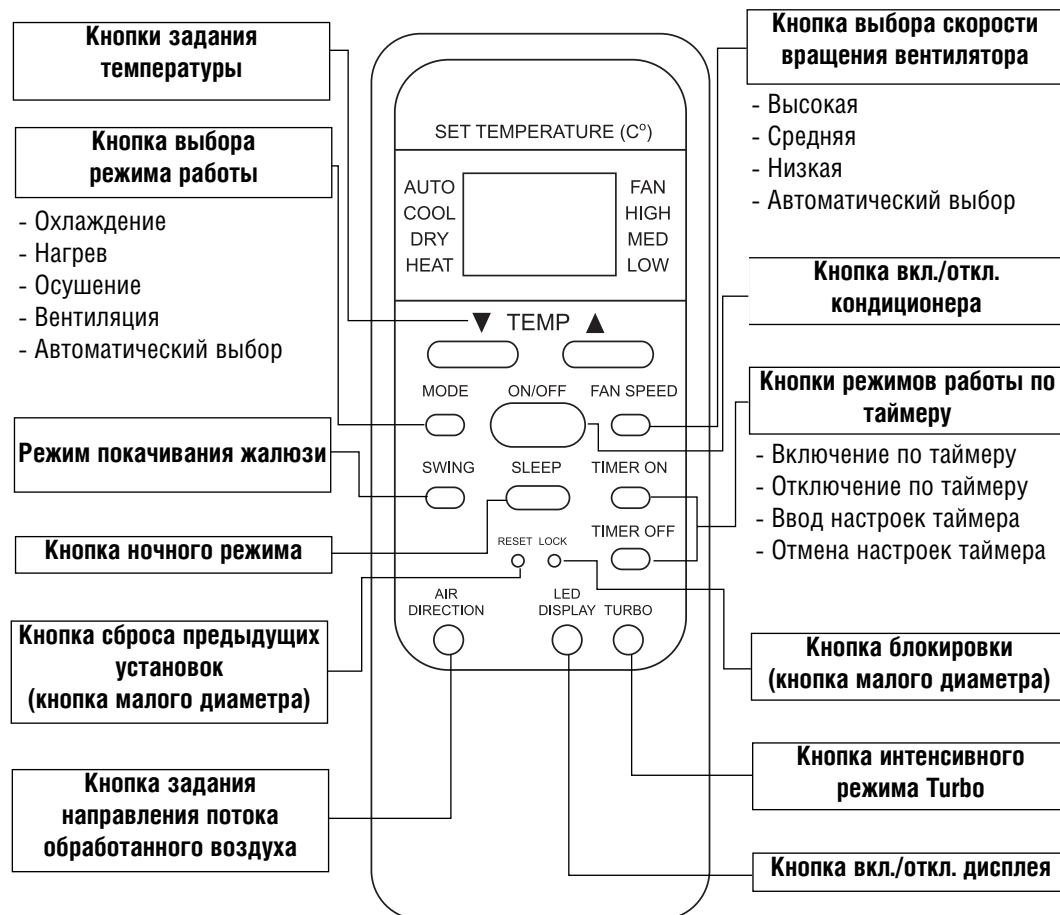 Кнопки задания
температуры
Кнопка выбора
режима работы
- Охлаждение
- Нагрев
- Осушение
- Вентиляция
- Автоматический выбор
Режим покачивания жалюзи
Кнопка ночного режима
Кнопка сброса предыдущих
установок
(кнопка малого диаметра)
Кнопка задания
направления потока
обработанного воздуха
SET TEMPERATURE (C°)
AUTO
COOL
DRY
HEAT
FAN
HIGH
MED
LOW
▼ TEMP ▲
MODE
ON/OFF
FAN SPEED
SWING
SLEEP
TIMER ON
TIMER OFF
RESET
LOCK
AIR
DIRECTION
LED
DISPLAY
TURBO
Кнопка выбора скорости
вращения вентилятора
- Высокая
- Средняя
- Низкая
- Автоматический выбор
Кнопка вкл./откл.
кондиционера
Кнопки режимов работы по
таймеру
- Включение по таймеру
- Отключение по таймеру
- Ввод настроек таймера
- Отмена настроек таймера
Кнопка блокировки
(кнопка малого диаметра)
Кнопка интенсивного
режима Turbo
Кнопка вкл./откл. дисплея